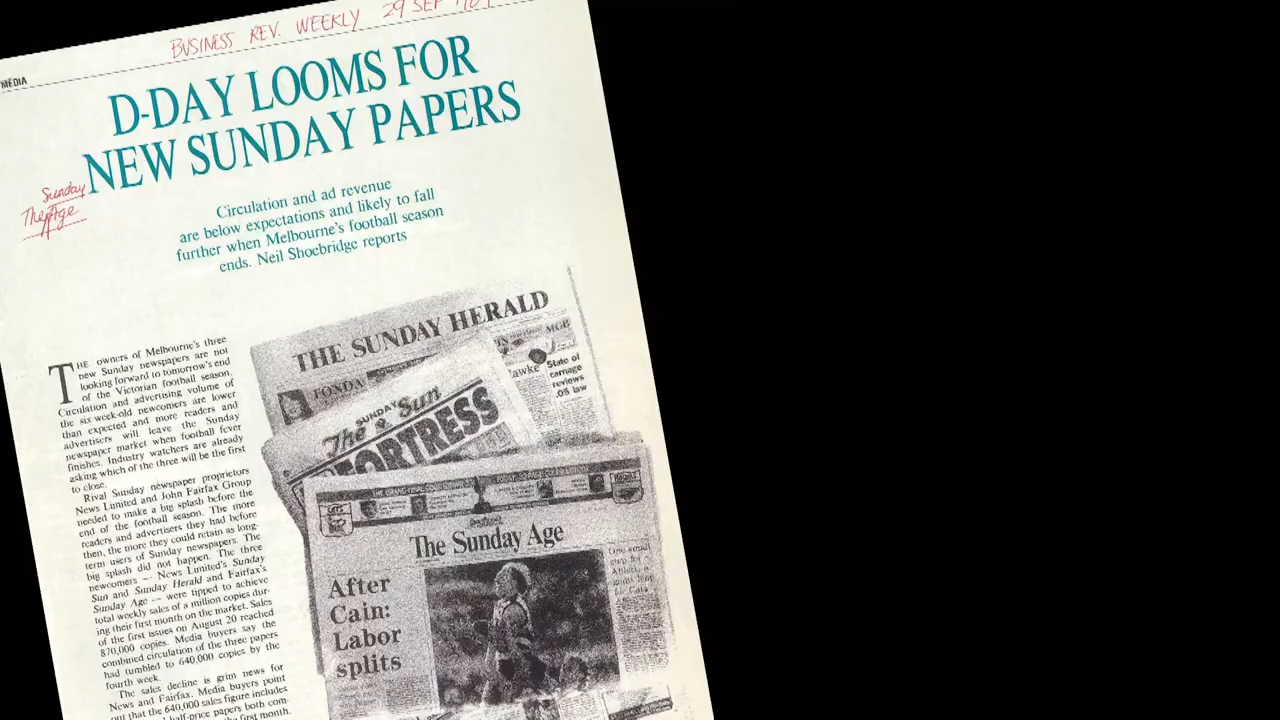 BUSINESS REV. WEEKLY 29 SEP
MEDIA
D-DAY LOOMS FOR
NEW SUNDAY PAPERS
Sunday
The Age
Circulation and ad revenue
are below expectations and likely to fall
further when Melbourne's football season
ends. Neil Shoebridge reports
THE owners of Melbourne's three
new Sunday newspapers are not
looking forward to tomorrow's end
of the Victorian football season.
Circulation and advertising volume of
the six-week-old newcomers are lower
than expected and more readers and
advertisers will leave the Sunday
newspaper market when football fever
finishes. Industry watchers are already
asking which of the three will be the first
to close.
Rival Sunday newspaper proprietors
News Limited and John Fairfax Group
needed to make a big splash before the
end of the football season. The more
readers and advertisers they had before
then, the more they could retain as long-
term users of Sunday newspapers. The
big splash did not happen. The three
newcomers — News Limited's Sunday
Sun and Sunday Herald and Fairfax's
Sunday Age — were tipped to achieve
total weekly sales of a million copies dur-
ing their first month on the market. Sales
of the first issues on August 20 reached
870,000 copies. Media buyers say the
combined circulation of the three papers
had tumbled to 640,000 copies by the
fourth week.
The sales decline is grim news for
News and Fairfax. Media buyers point
out that the 640,000 sales figure includes
half-price papers both com-
the first month.
THE SUNDAY HERALD
FONDA
MGP
State of
carnage
reviews
.05 law
SUNDAY
The Sun
FORTRESS
The Sunday Age
After
Cain:
Labor
splits